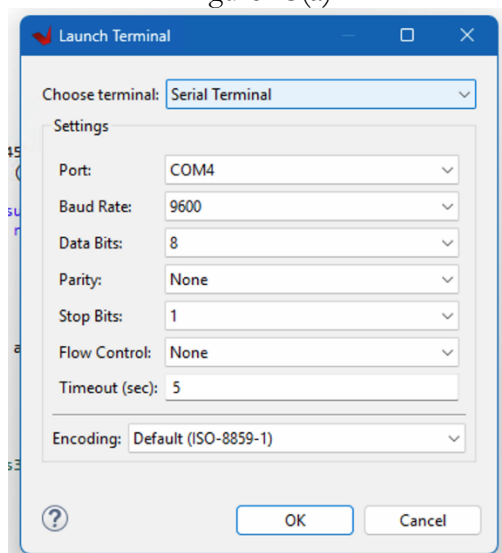 Launch Terminal
Choose terminal: Serial Terminal
Settings
Port: COM4
Baud Rate: 9600
Data Bits: 8
Parity: None
Stop Bits: 1
Flow Control: None
Timeout (sec): 5
Encoding: Default (ISO-8859-1)
OK Cancel